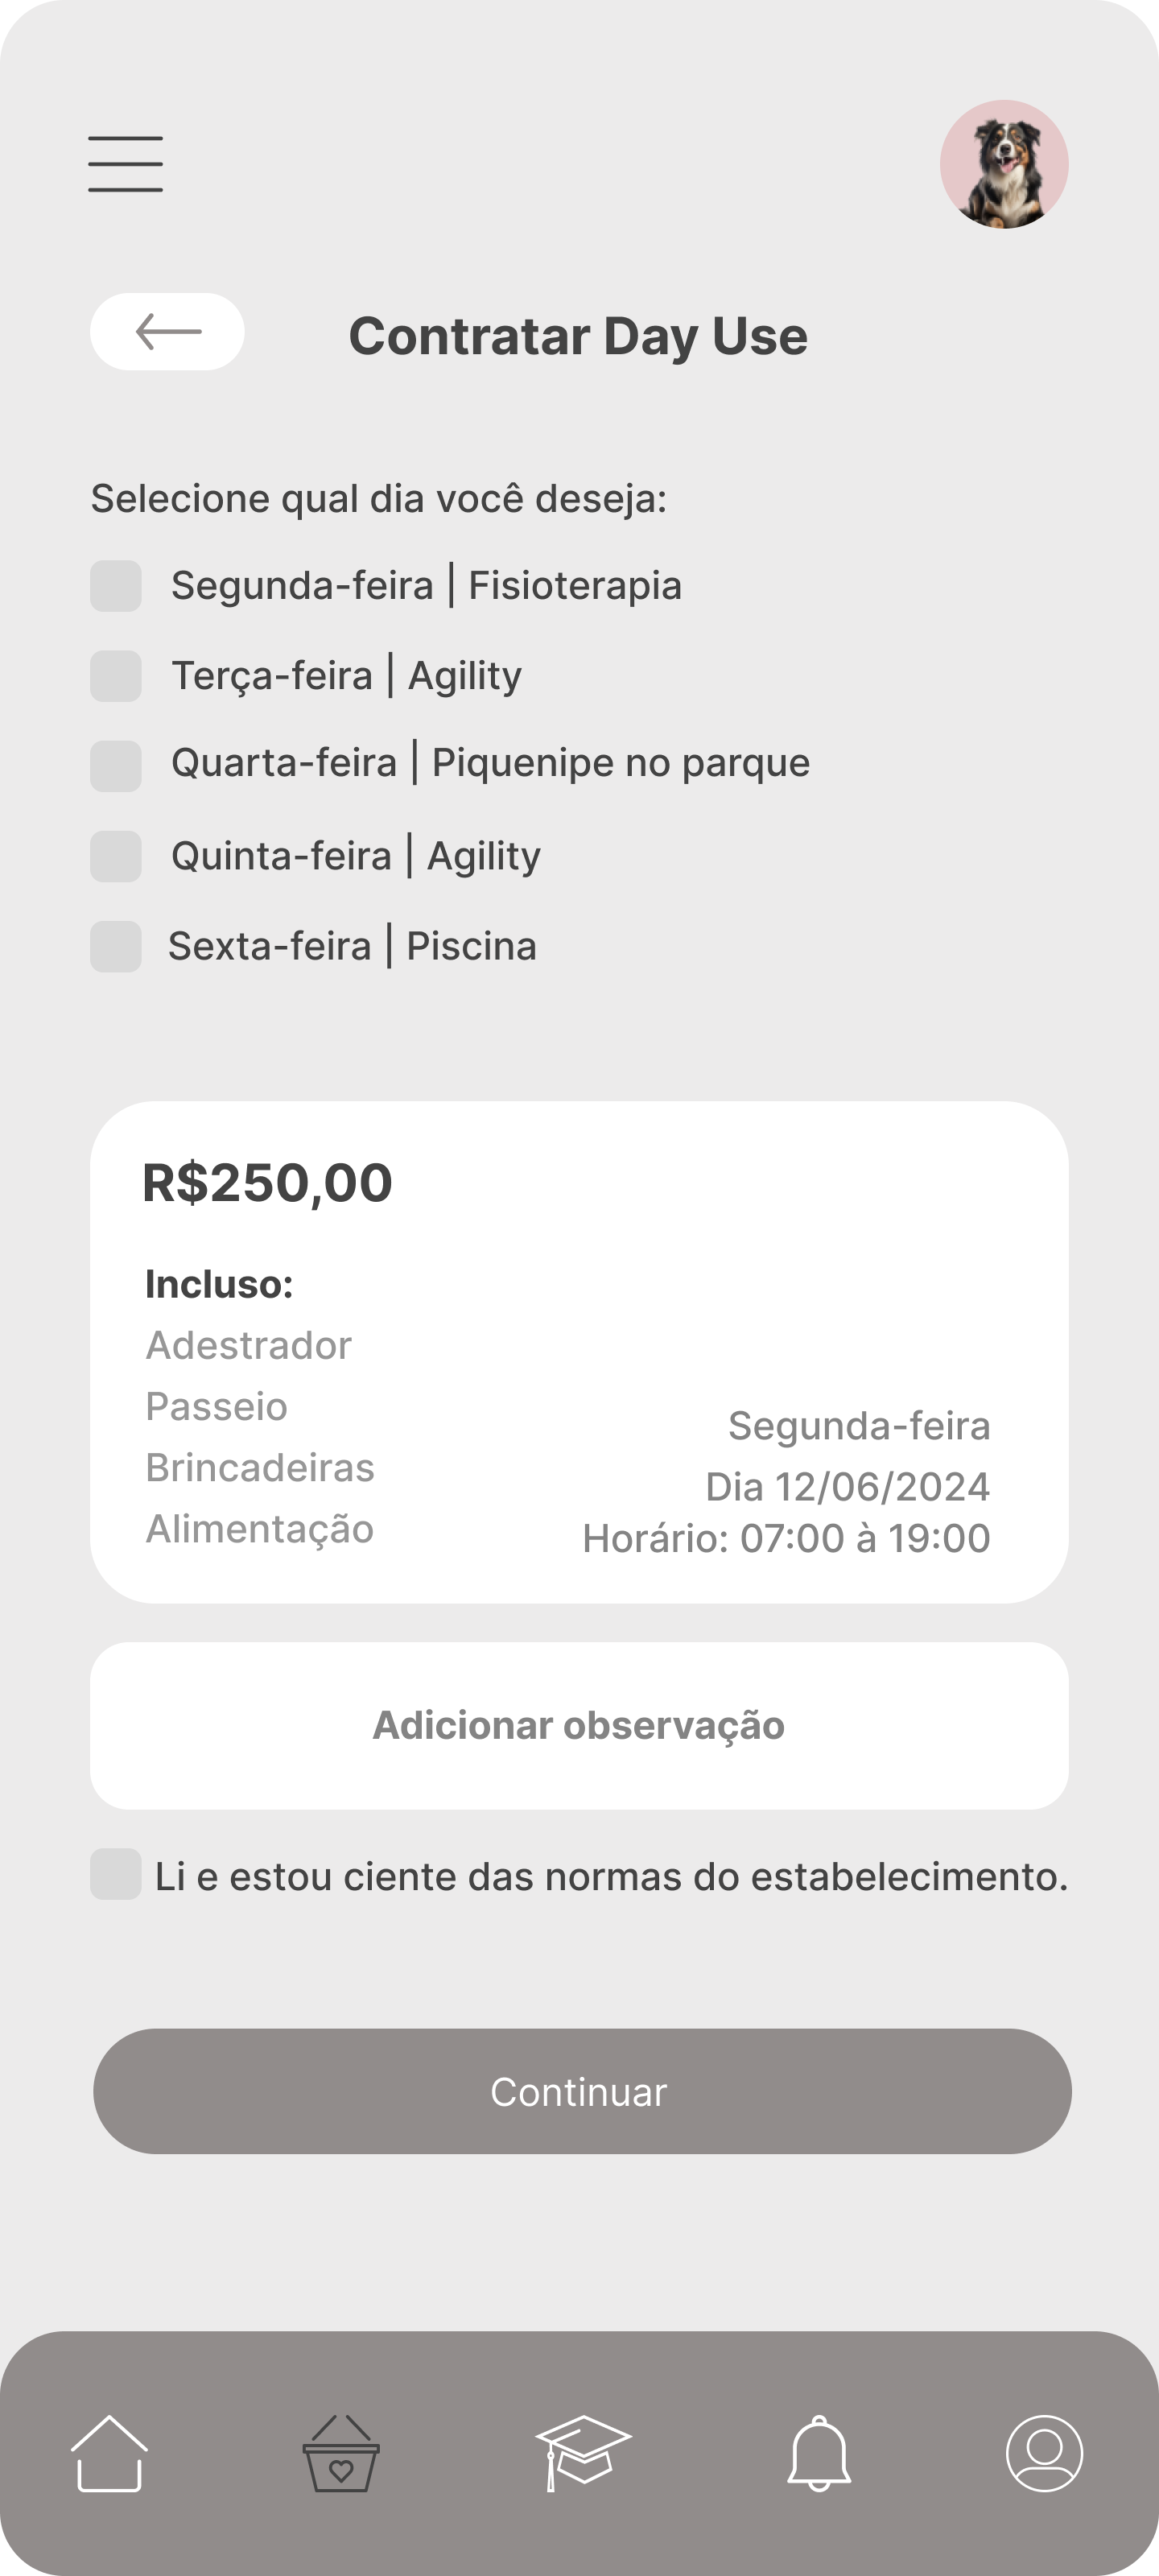 Contratar Day Use
Selecione qual dia você deseja:
Segunda-feira | Fisioterapia
Terça-feira | Agility
Quarta-feira | Piquenipe no parque
Quinta-feira | Agility
Sexta-feira | Piscina
R$250,00
Incluso:
Adestrador
Passeio
Brincadeiras
Alimentação
Segunda-feira
Dia 12/06/2024
Horário: 07:00 à 19:00
Adicionar observação
Li e estou ciente das normas do estabelecimento.
Continuar